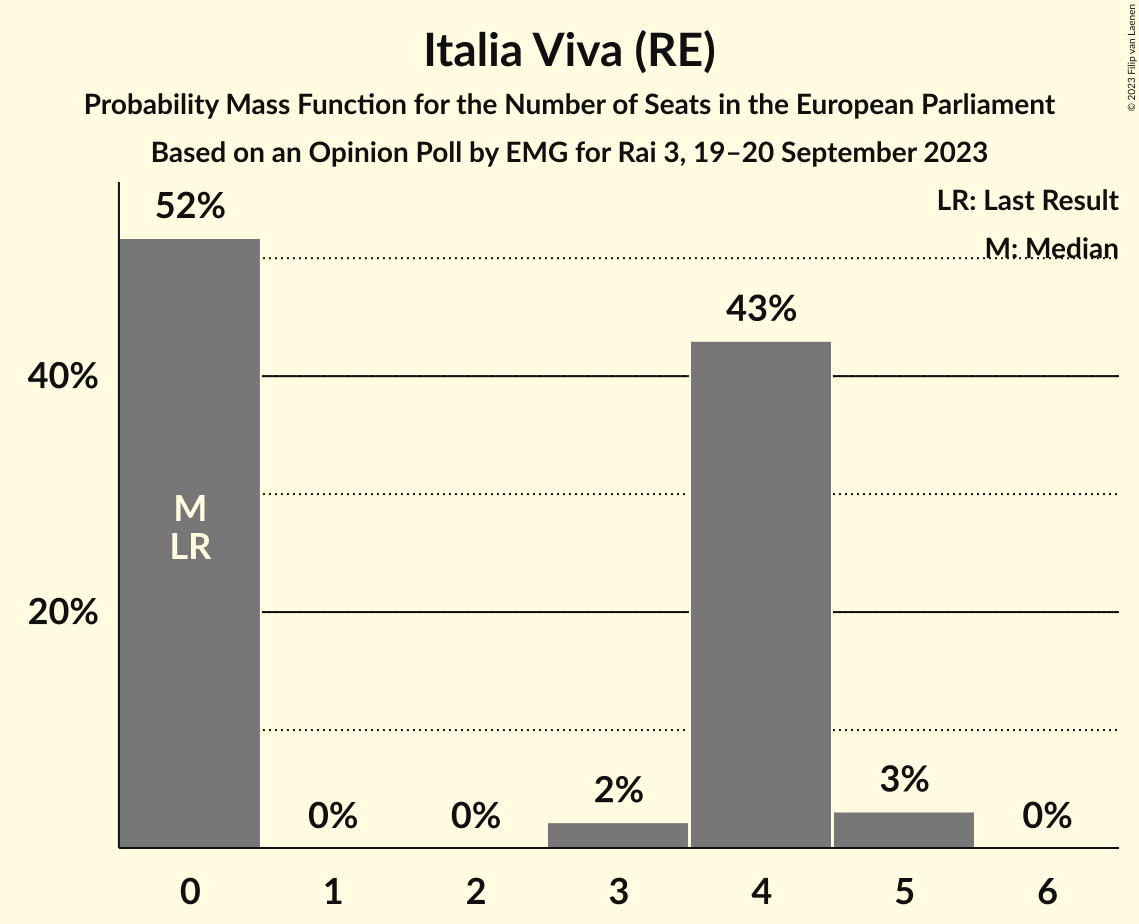 Italia Viva (RE)
Probability Mass Function for the Number of Seats in the European Parliament
Based on an Opinion Poll by EMG for Rai 3, 19–20 September 2023
© 2023 Filip van Laenen
LR: Last Result
M: Median
52%
43%
40%
M
LR
20%
2%
3%
0%
0%
0%
0
1
2
3
4
5
6